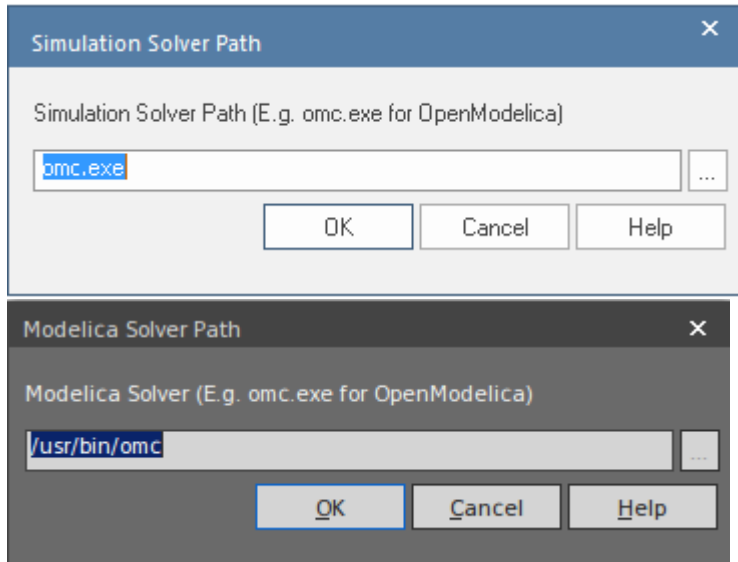 Simulation Solver Path
Simulation Solver Path (E.g. omc.exe for OpenModelica)
omc.exe
...
OK Cancel Help
Modelica Solver Path
Modelica Solver (E.g. omc.exe for OpenModelica)
/usr/bin/omc
...
OK Cancel Help